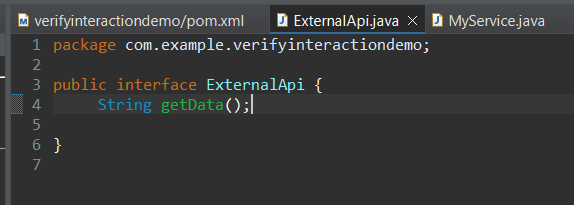 verifyinteractiondemo/pom.xml ExternalApi.java MyService.java
1 package com.example.verifyinteractiondemo;
2
3 public interface ExternalApi {
4 String getData();
5
6 }
7